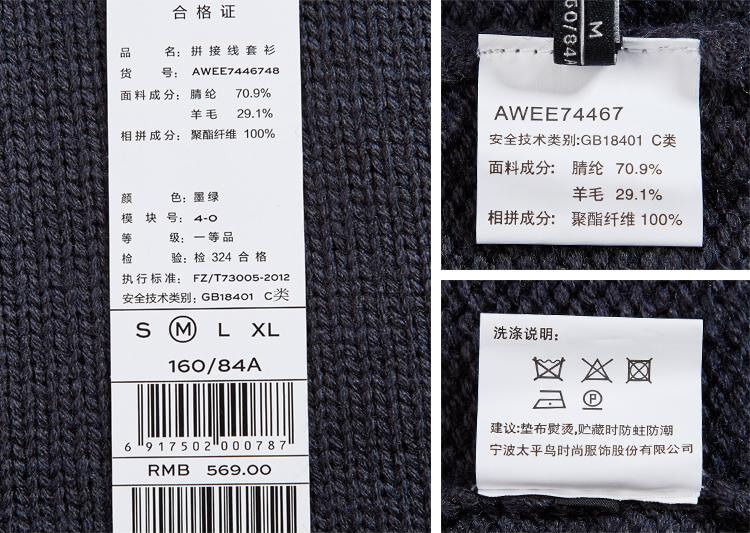 合格证
品 名: 拼接线套衫
货 号: AWEE7446748
面料成分: 腈纶 70.9%
羊毛 29.1%
相拼成分: 聚酯纤维 100%
颜 色: 墨绿
模 块 号: 4-0
等 级: 一等品
检 验: 检 324 合格
执行标准: FZ/T73005-2012
安全技术类别: GB18401 C类
S M L XL
160/84A
6 917502 000787
RMB 569.00
M
160/84A
AWEE74467
安全技术类别:GB18401 C类
面料成分: 腈纶 70.9%
羊毛 29.1%
相拼成分: 聚酯纤维 100%
洗涤说明:
P
建议:垫布熨烫,贮藏时防蛀防潮
宁波太平鸟时尚服饰股份有限公司